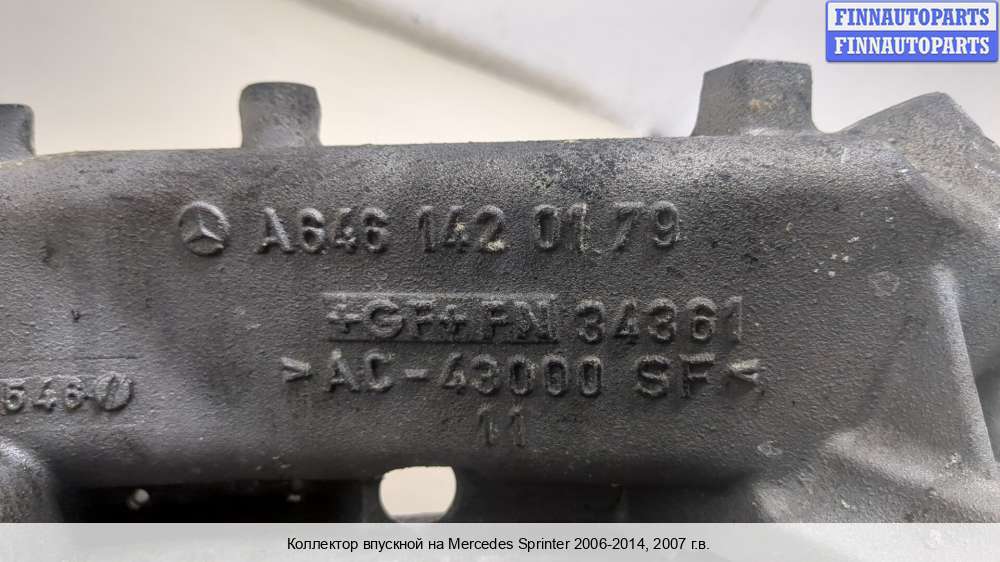 FINNAUTOPARTS
FINNAUTOPARTS
A646 142 01 79
+GF+ FN 34361
>AC-43000 SF<
546
11
Коллектор впускной на Mercedes Sprinter 2006-2014, 2007 г.в.